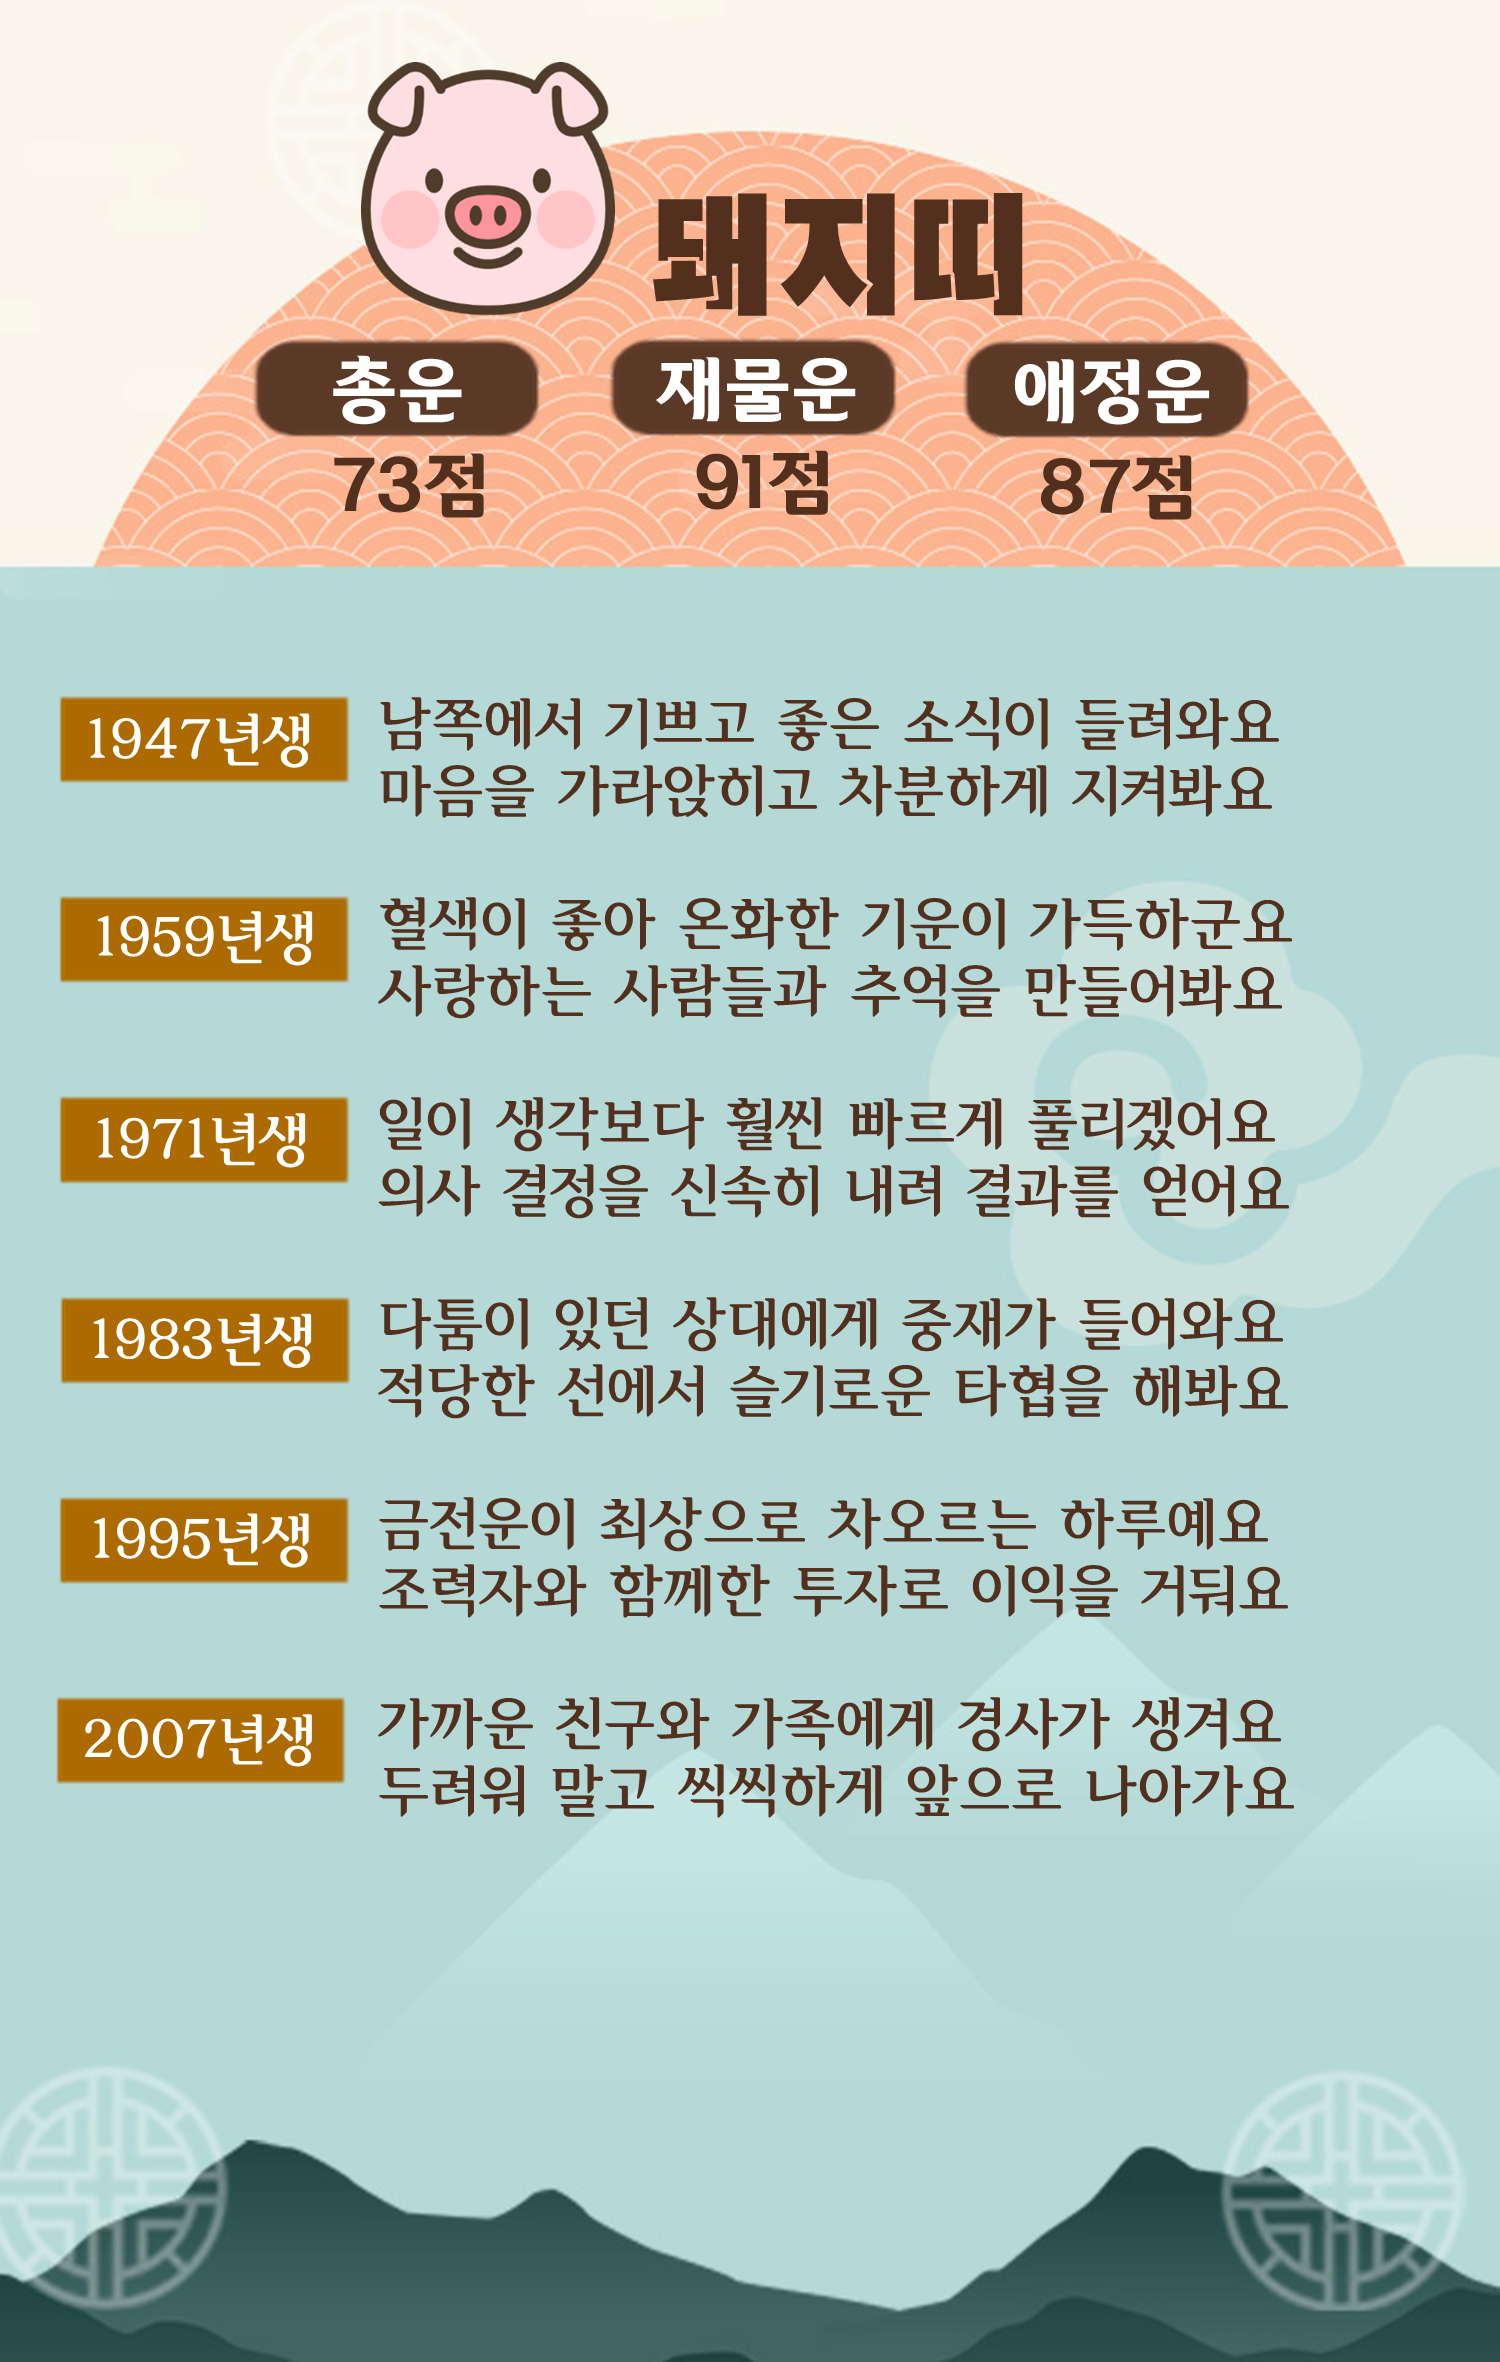 돼지띠
총운 재물운 애정운
73점 91점 87점
1947년생
남쪽에서 기쁘고 좋은 소식이 들려와요
마음을 가라앉히고 차분하게 지켜봐요
1959년생
혈색이 좋아 온화한 기운이 가득하군요
사랑하는 사람들과 추억을 만들어봐요
1971년생
일이 생각보다 훨씬 빠르게 풀리겠어요
의사 결정을 신속히 내려 결과를 얻어요
1983년생
다툼이 있던 상대에게 중재가 들어와요
적당한 선에서 슬기로운 타협을 해봐요
1995년생
금전운이 최상으로 차오르는 하루예요
조력자와 함께한 투자로 이익을 거둬요
2007년생
가까운 친구와 가족에게 경사가 생겨요
두려워 말고 씩씩하게 앞으로 나아가요